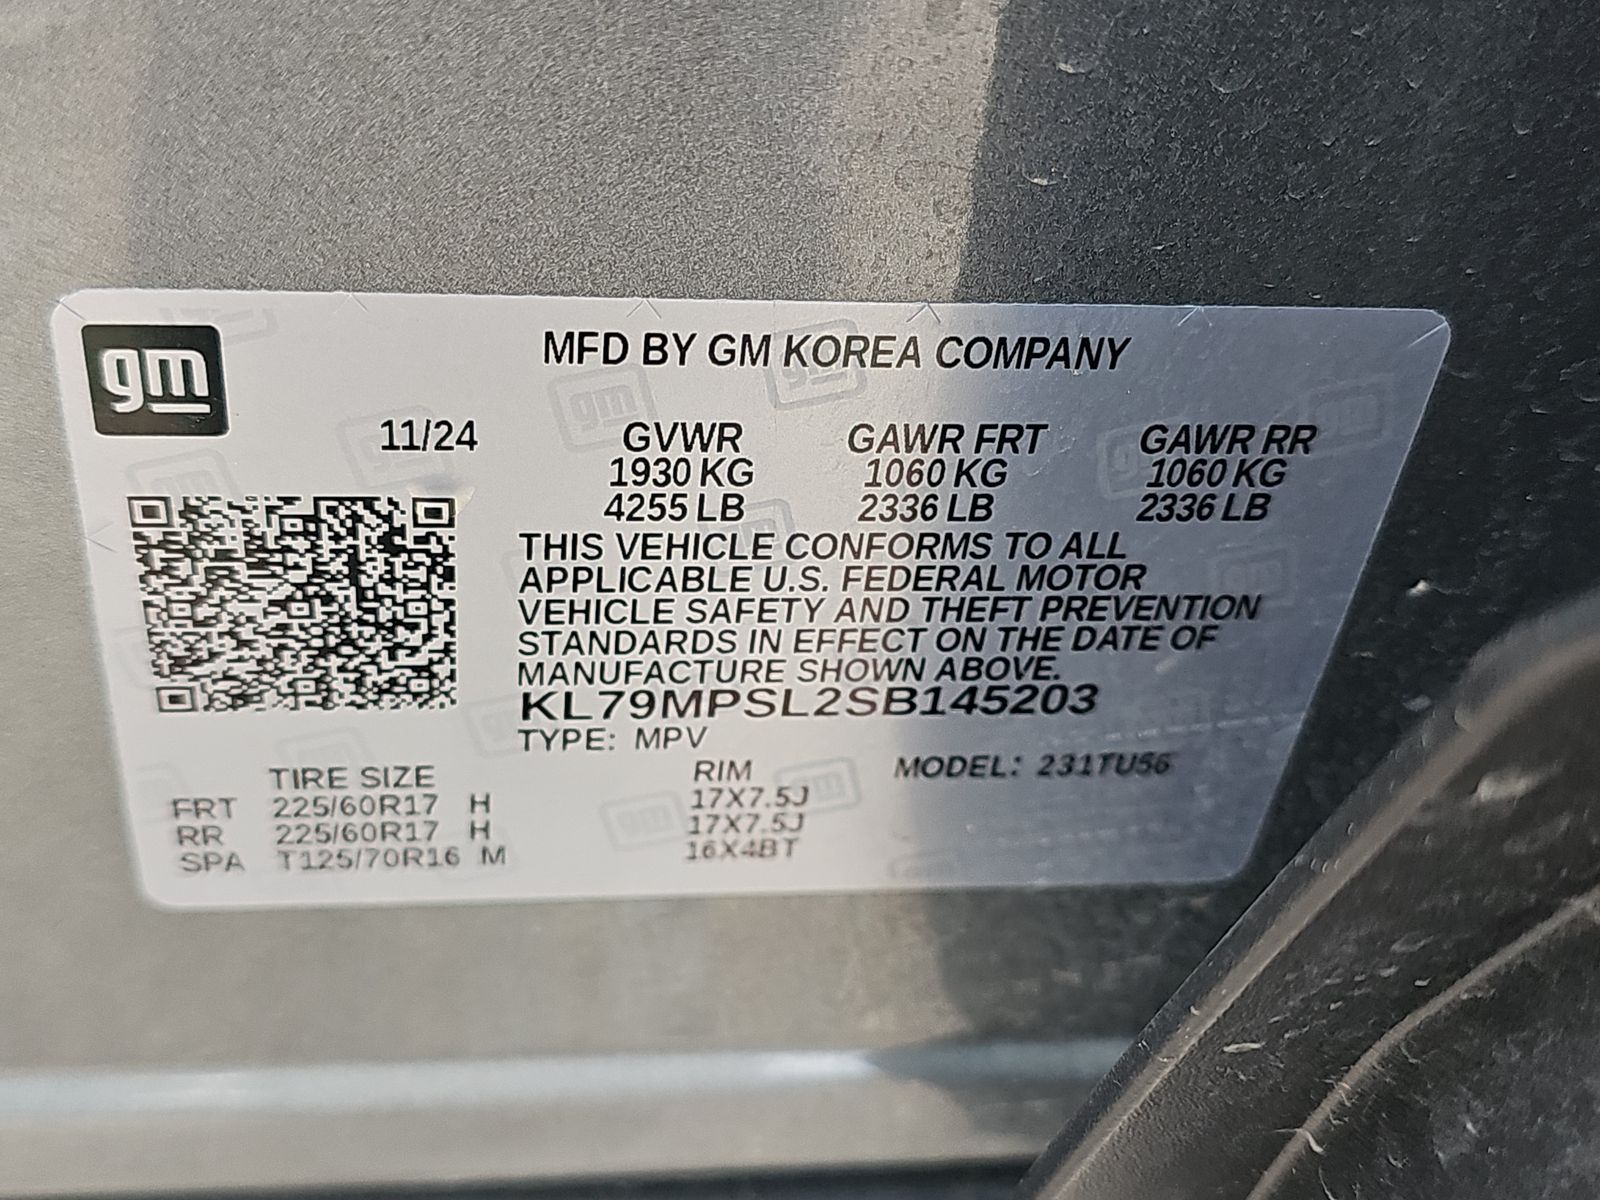 gm
MFD BY GM KOREA COMPANY
11/24 GVWR GAWR FRT GAWR RR
1930 KG 1060 KG 1060 KG
4255 LB 2336 LB 2336 LB
THIS VEHICLE CONFORMS TO ALL
APPLICABLE U.S. FEDERAL MOTOR
VEHICLE SAFETY AND THEFT PREVENTION
STANDARDS IN EFFECT ON THE DATE OF
MANUFACTURE SHOWN ABOVE.
KL79MPSL2SB145203
TYPE: MPV
TIRE SIZE RIM MODEL: 231TU56
FRT 225/60R17 H 17X7.5J
RR 225/60R17 H 17X7.5J
SPA T125/70R16 M 16X4BT